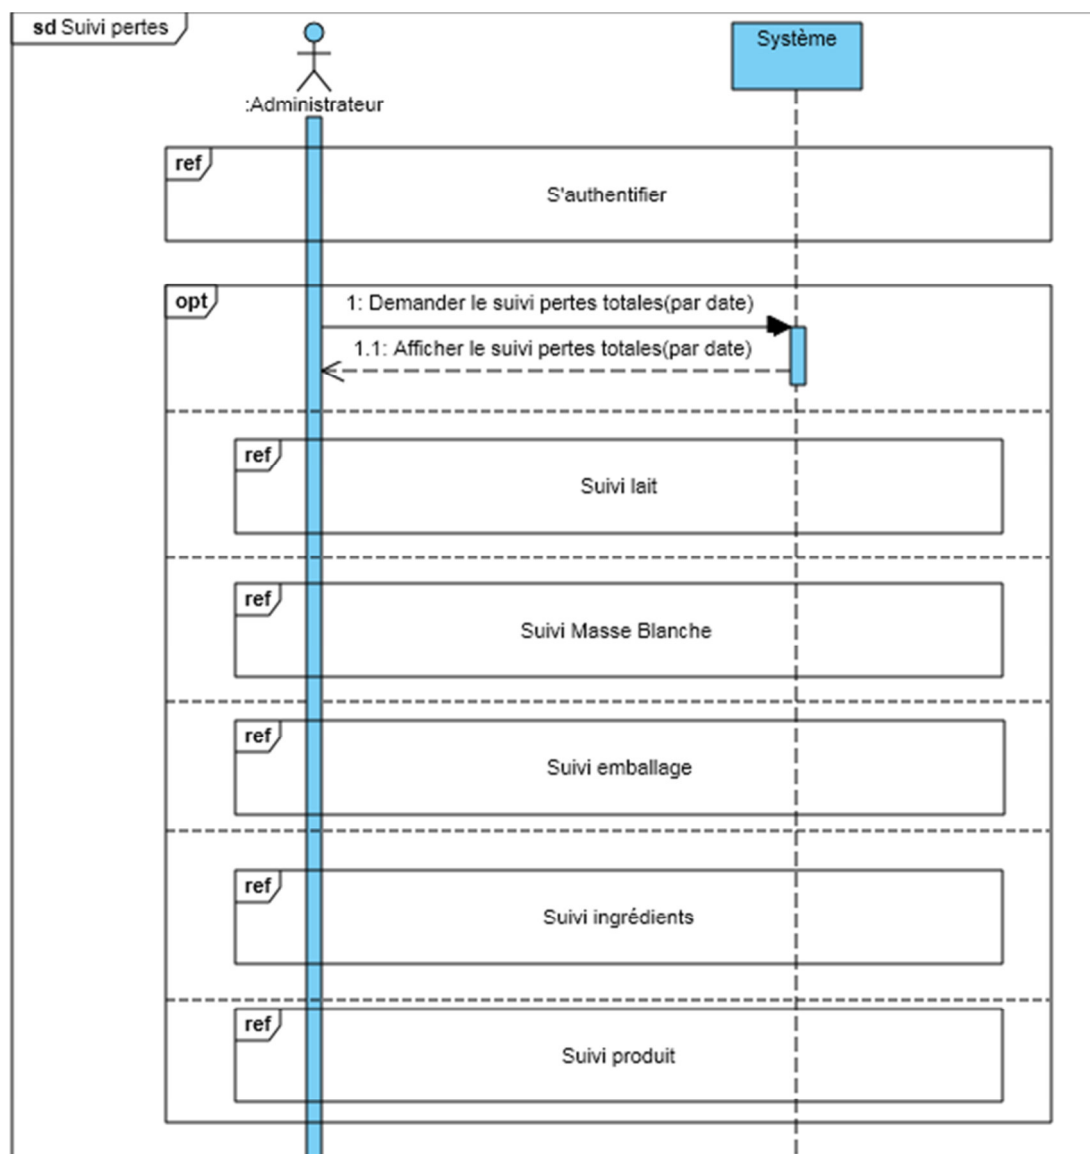 sd Suivi pertes
Système
:Administrateur
ref
S'authentifier
opt
1: Demander le suivi pertes totales(par date)
1.1: Afficher le suivi pertes totales(par date)
ref
Suivi lait
ref
Suivi Masse Blanche
ref
Suivi emballage
ref
Suivi ingrédients
ref
Suivi produit